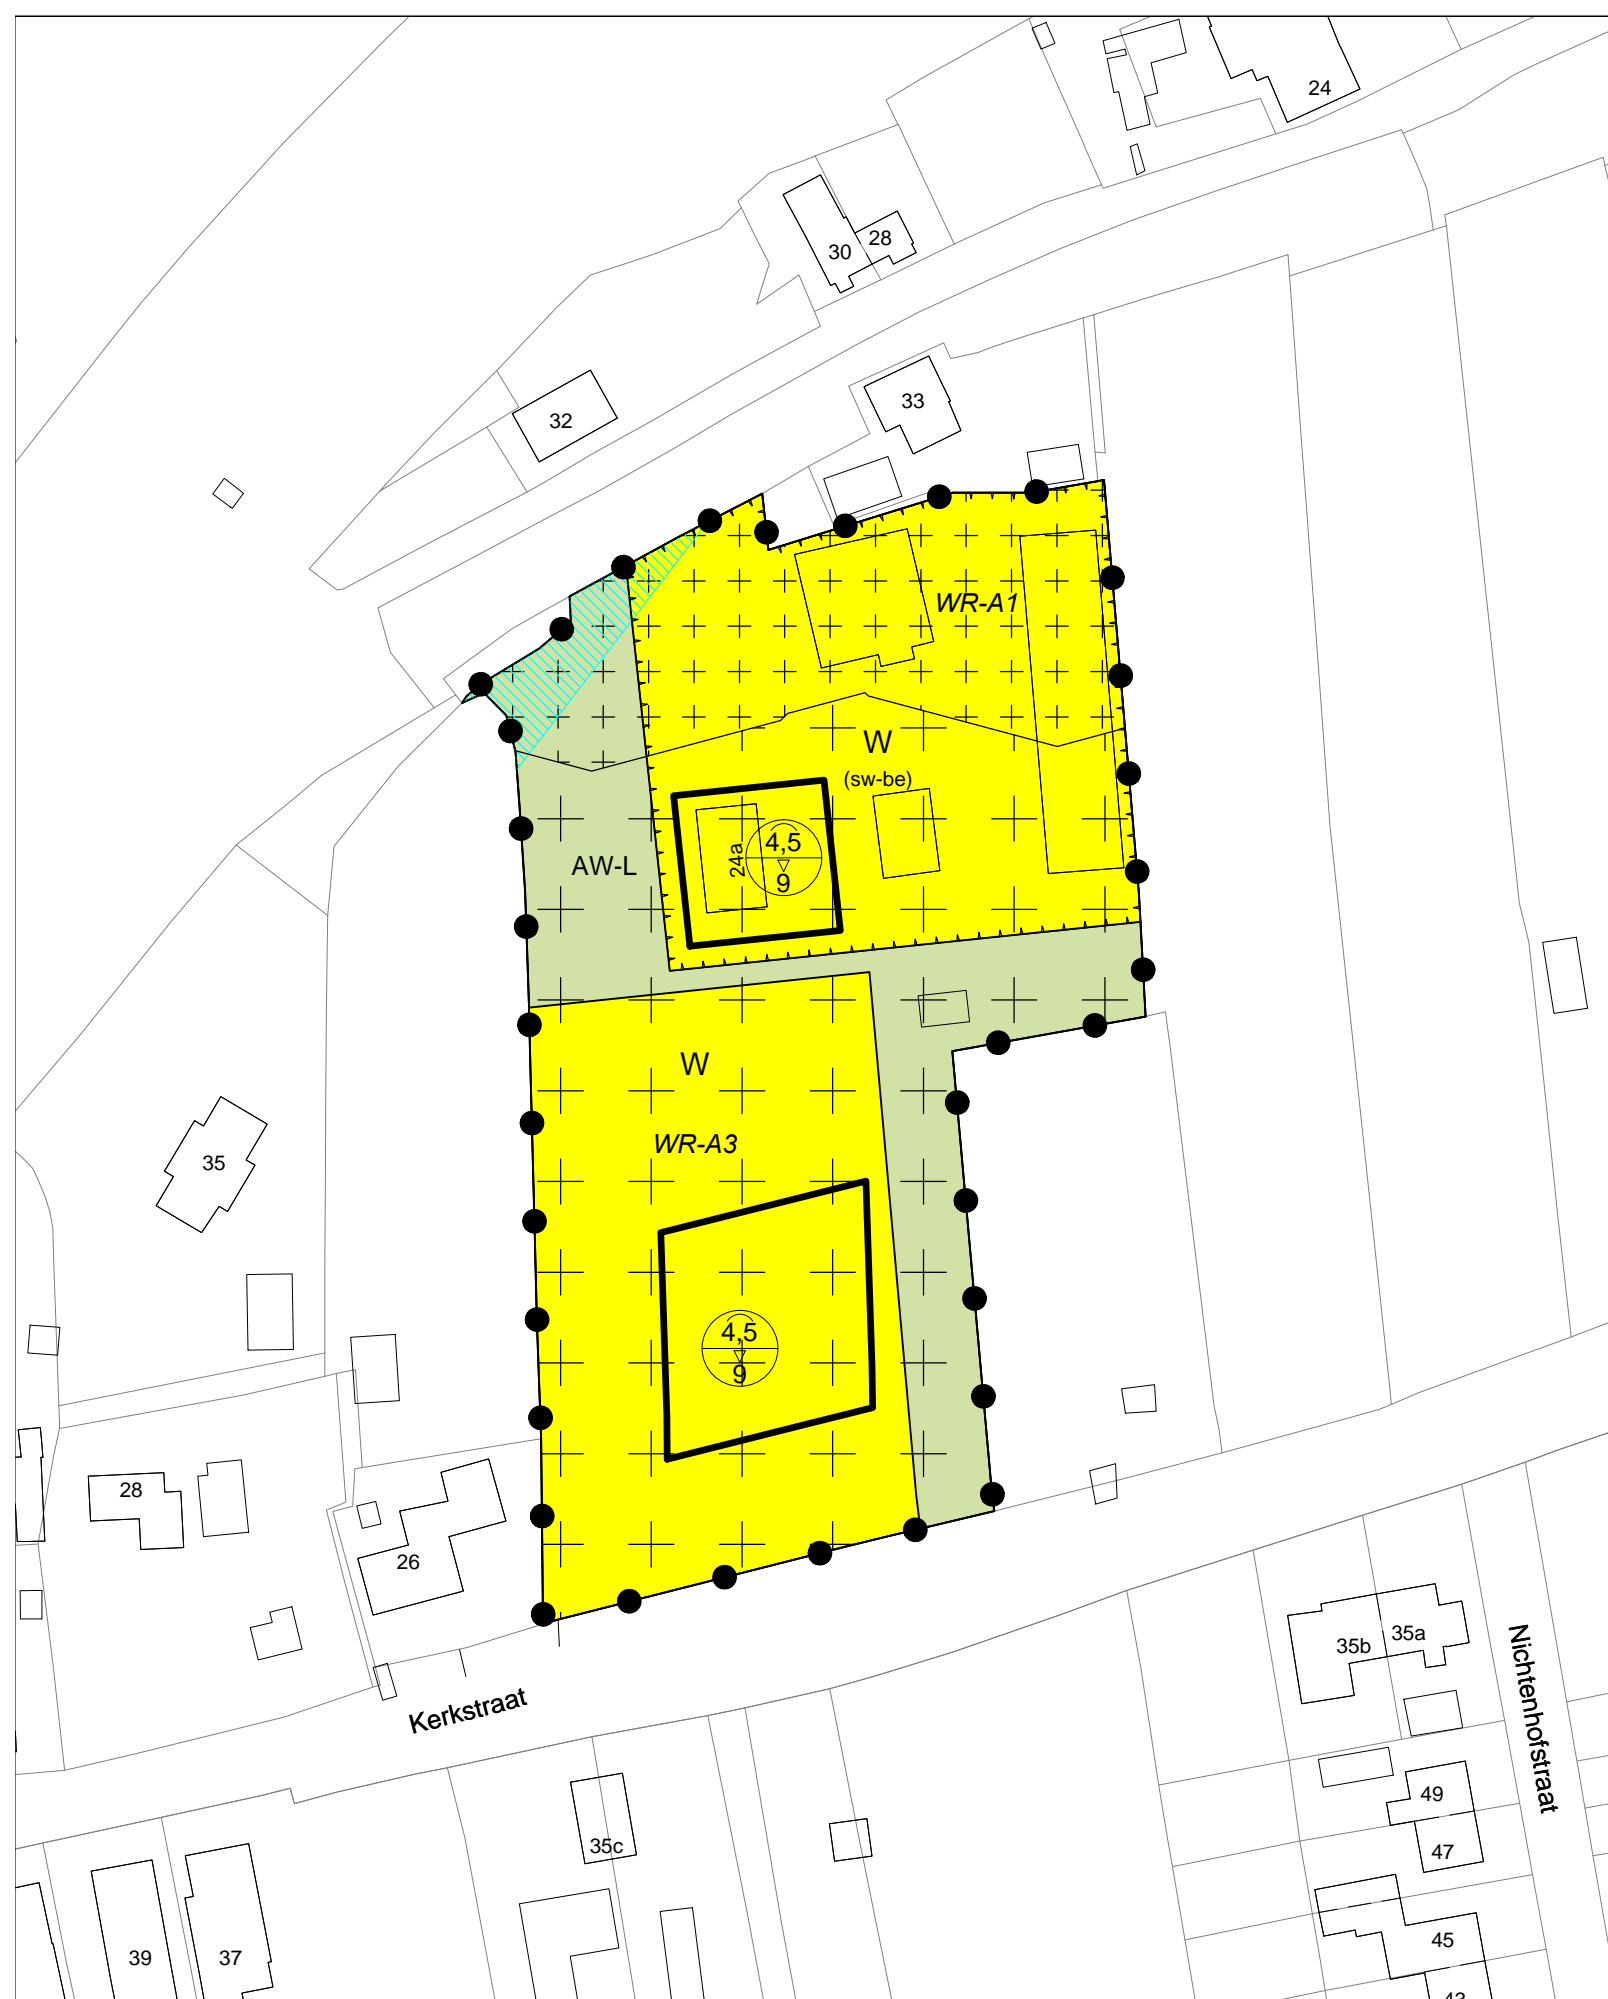 24
30
28
32
33
WR-A1
W
(sw-be)
24a
4,5
9
AW-L
W
WR-A3
35
4,5
9
28
26
35b
35a
Nichtenhofstraat
Kerkstraat
49
35c
47
45
39
37